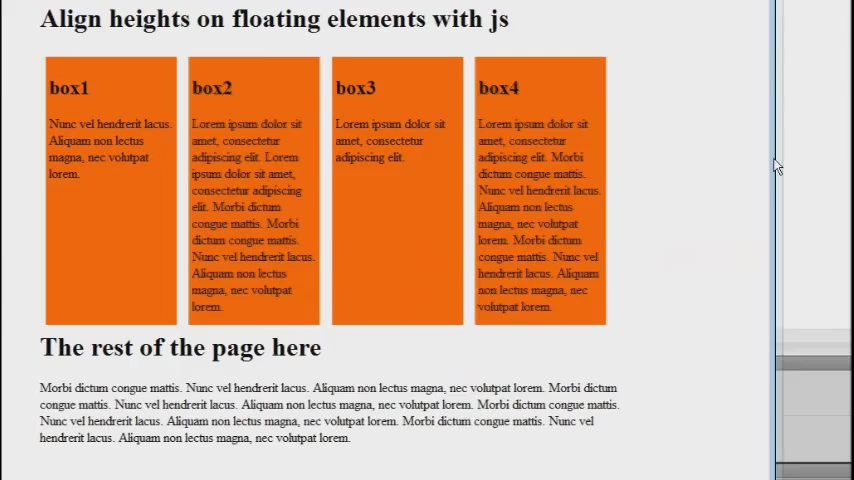 Align heights on floating elements with js
box1
Nunc vel hendrerit lacus.
Aliquam non lectus
magna, nec volutpat
lorem.
box2
Lorem ipsum dolor sit
amet, consectetur
adipiscing elit. Lorem
ipsum dolor sit amet,
consectetur adipiscing
elit. Morbi dictum
congue mattis. Morbi
dictum congue mattis.
Nunc vel hendrerit lacus.
Aliquam non lectus
magna, nec volutpat
lorem.
box3
Lorem ipsum dolor sit
amet, consectetur
adipiscing elit.
box4
Lorem ipsum dolor sit
amet, consectetur
adipiscing elit. Morbi
dictum congue mattis.
Nunc vel hendrerit lacus.
Aliquam non lectus
magna, nec volutpat
lorem. Morbi dictum
congue mattis. Nunc vel
hendrerit lacus. Aliquam
non lectus magna, nec
volutpat lorem.
The rest of the page here
Morbi dictum congue mattis. Nunc vel hendrerit lacus. Aliquam non lectus magna, nec volutpat lorem. Morbi dictum
congue mattis. Nunc vel hendrerit lacus. Aliquam non lectus magna, nec volutpat lorem. Morbi dictum congue mattis.
Nunc vel hendrerit lacus. Aliquam non lectus magna, nec volutpat lorem. Morbi dictum congue mattis. Nunc vel
hendrerit lacus. Aliquam non lectus magna, nec volutpat lorem.